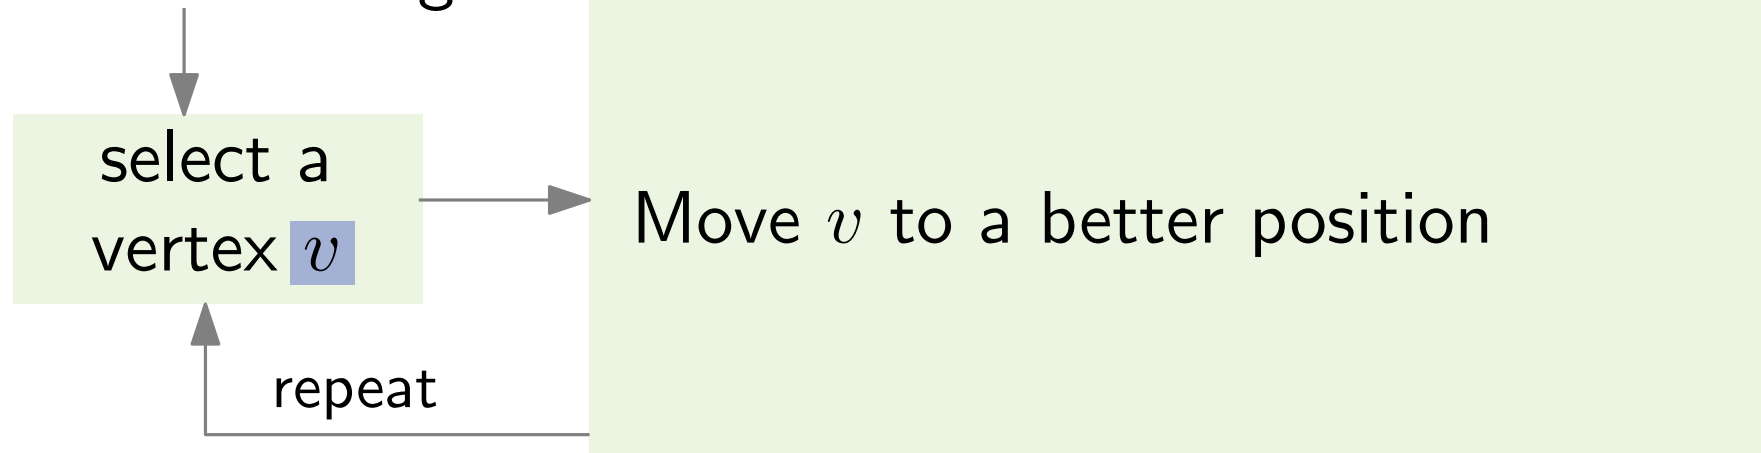 select a
vertex v
Move v to a better position
repeat